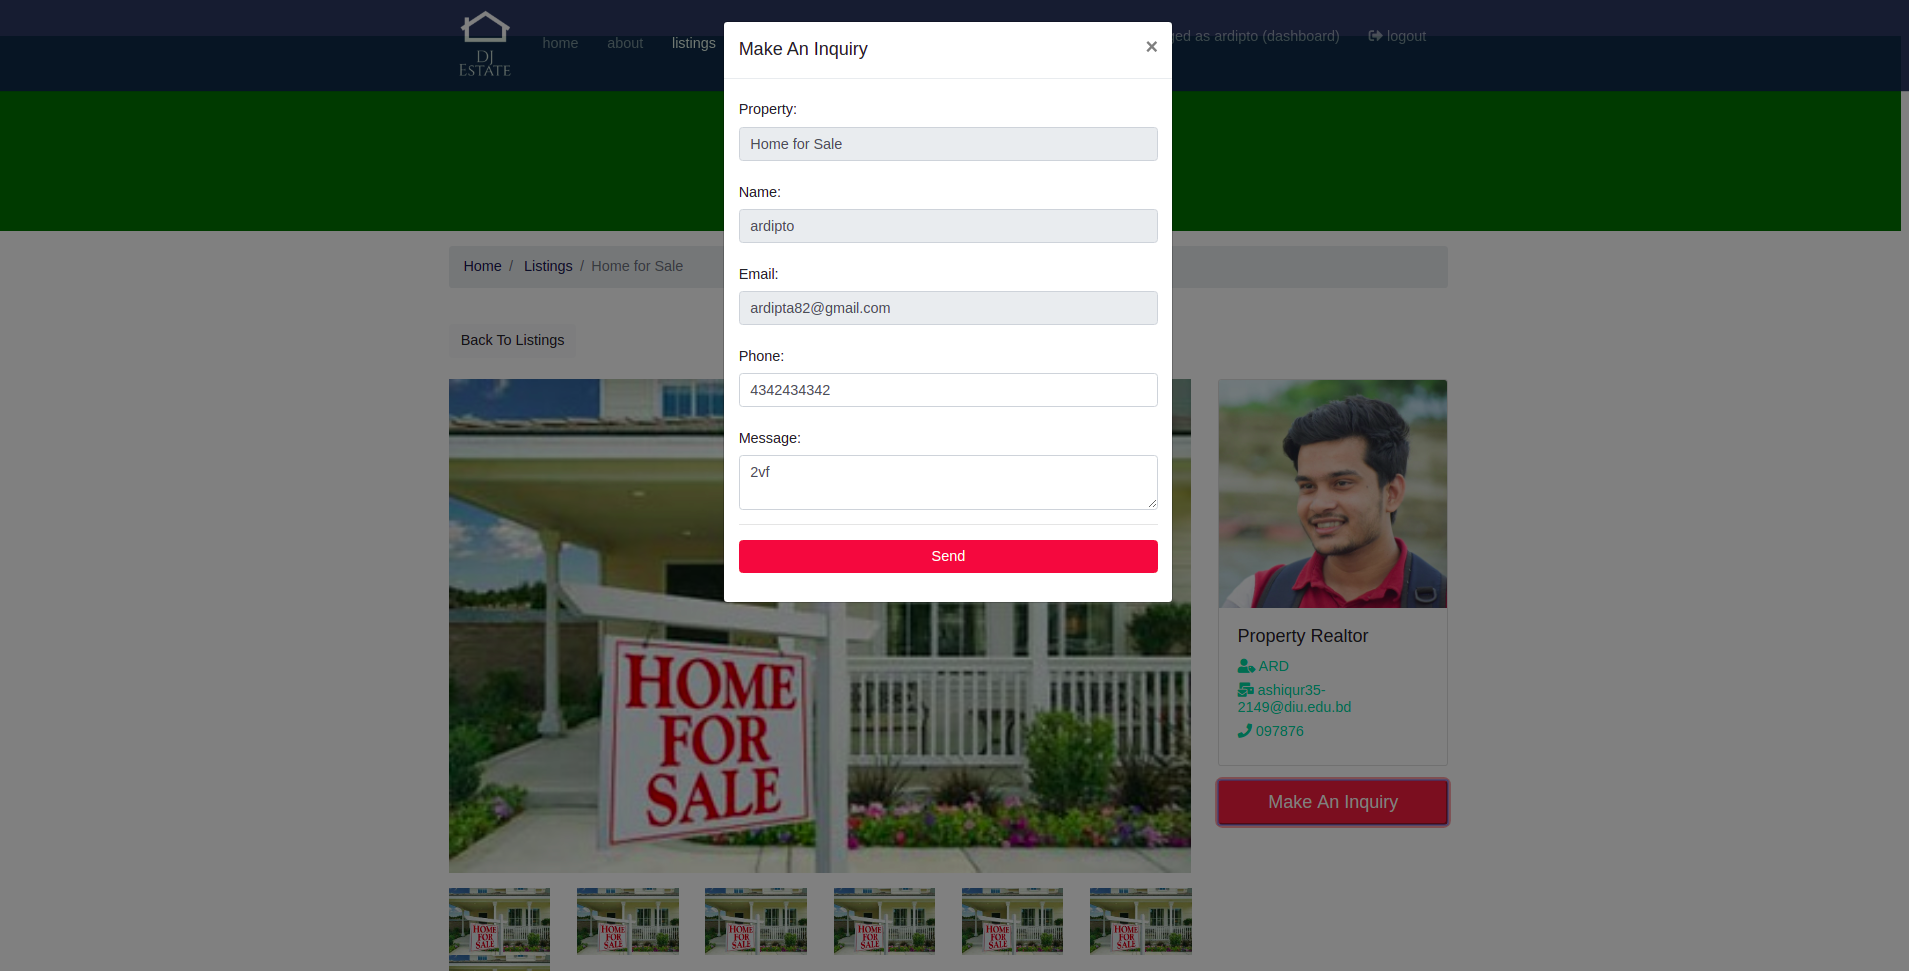 DJ
ESTATE
home
about
listings
ged as ardipto (dashboard)
logout
Make An Inquiry
×
Property:
Home for Sale
Name:
ardipto
Email:
ardipta82@gmail.com
Phone:
4342434342
Message:
2vf
Send
Home / Listings / Home for Sale
Back To Listings
HOME
FOR
SALE
Property Realtor
ARD
ashiqur35-
2149@diu.edu.bd
097876
Make An Inquiry
HOME
FOR
SALE
HOME
FOR
SALE
HOME
FOR
SALE
HOME
FOR
SALE
HOME
FOR
SALE
HOME
FOR
SALE